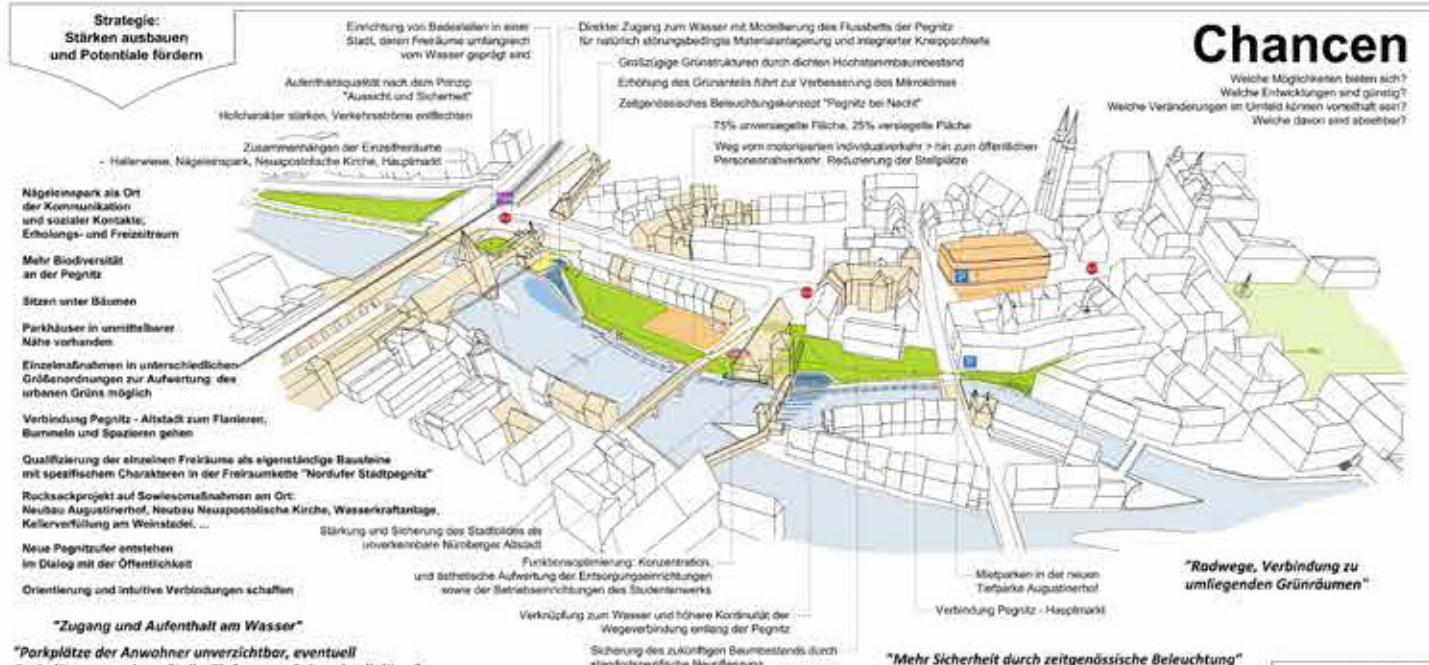 Strategie:
Stärken ausbauen
und Potentiale fördern
Einrichtung von Badestellen in einer
Stadt, deren Freiräume umfangreich
vom Wasser geprägt sind
Aufenthaltsqualität nach dem Prinzip
"Aussicht und Sicherheit"
Hofcharakter stärken, Verkehrsströme entflechten
Zusammenhängen der Einzelfreiräume
- Hallerwiese, Nägeleinspark, Neuapostolische Kirche, Hauptmarkt
Direkter Zugang zum Wasser mit Modellierung des Flussbetts der Pegnitz
für natürlich störungsbedingte Materialanlagerung und integrierter Kneippschleife
Großzügige Grünstrukturen durch dichten Hochstammbaumbestand
Erhöhung des Grünanteils führt zur Verbesserung des Mikroklimas
Zeitgenössisches Beleuchtungskonzept "Pegnitz bei Nacht"
75% unversiegelte Fläche, 25% versiegelte Fläche
Weg vom motorisierten Individualverkehr > hin zum öffentlichen
Personennahverkehr. Reduzierung der Stellplätze
Chancen
Welche Möglichkeiten bieten sich?
Welche Entwicklungen sind günstig?
Welche Veränderungen im Umfeld können vorteilhaft sein?
Welche davon sind absehbar?
Nägeleinspark als Ort
der Kommunikation
und sozialer Kontakte,
Erholungs- und Freizeitraum
Mehr Biodiversität
an der Pegnitz
Sitzen unter Bäumen
Parkhäuser in unmittelbarer
Nähe vorhanden
Einzelmaßnahmen in unterschiedlichen
Größenordnungen zur Aufwertung des
urbanen Grüns möglich
Verbindung Pegnitz - Altstadt zum Flanieren,
Bummeln und Spazieren gehen
Qualifizierung der einzelnen Freiräume als eigenständige Bausteine
mit spezifischem Charakteren in der Freiraumkette "Nordufer Stadtpegnitz"
Rucksackprojekt auf Sowiesomaßnahmen am Ort:
Neubau Augustinerhof, Neubau Neuapostolische Kirche, Wasserkraftanlage,
Kellerverfüllung am Weinstadel, ...
Neue Pegnitzufer entstehen
im Dialog mit der Öffentlichkeit
Orientierung und intuitive Verbindungen schaffen
"Zugang und Aufenthalt am Wasser"
"Parkplätze der Anwohner unverzichtbar, eventuell
Stärkung und Sicherung des Stadtbildes als
unverkennbare Nürnberger Altstadt
Funktionsoptimierung: Konzentration,
und ästhetische Aufwertung der Entsorgungseinrichtungen
sowie der Betriebseinrichtungen des Studentenwerks
Verknüpfung zum Wasser und höhere Kontinuität der
Wegeverbindung entlang der Pegnitz
Sicherung des zukünftigen Baumbestands durch
standortspezifische Neupflanzung
Mietparken in der neuen
Tiefparke Augustinerhof
Verbindung Pegnitz - Hauptmarkt
"Radwege, Verbindung zu
umliegenden Grünräumen"
"Mehr Sicherheit durch zeitgenössische Beleuchtung"